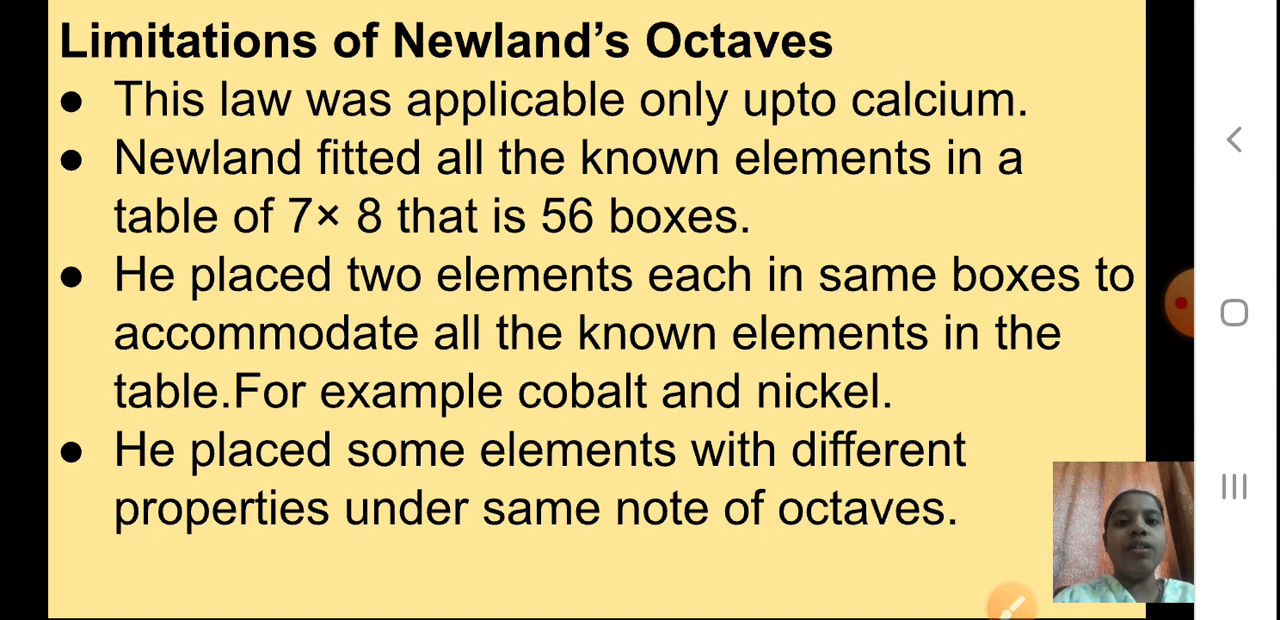 Limitations of Newland’s Octaves
● This law was applicable only upto calcium.
● Newland fitted all the known elements in a
table of 7× 8 that is 56 boxes.
● He placed two elements each in same boxes to
accommodate all the known elements in the
table.For example cobalt and nickel.
● He placed some elements with different
properties under same note of octaves.